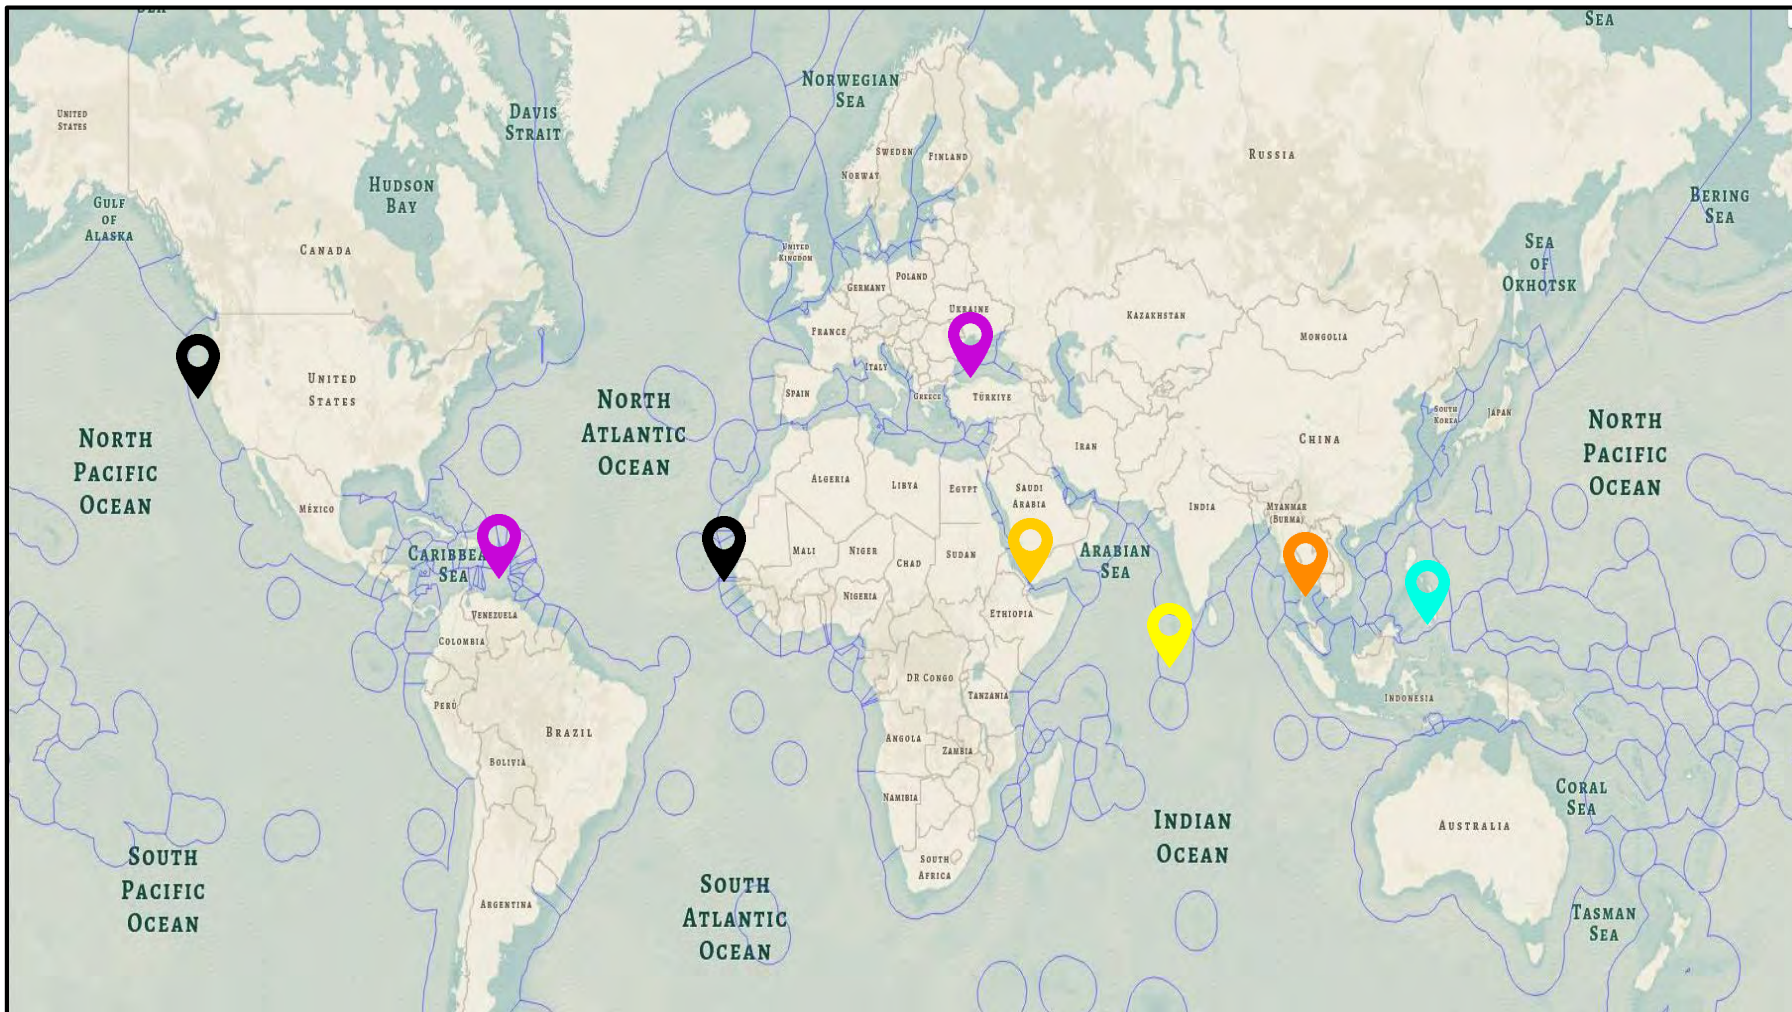 SEA
SEA
NORWEGIAN
SEA
DAVIS
STRAIT
UNITED
STATES
HUDSON
BAY
GULF
OF
ALASKA
CANADA
SWEDEN
FINLAND
NORWAY
RUSSIA
BERING
SEA
SEA
OF
OKHOTSK
UNITED
KINGDOM
POLAND
GERMANY
UKRAINE
FRANCE
KAZAKHSTAN
MONGOLIA
ITALY
SPAIN
GREECE
TÜRKIYE
UNITED
STATES
NORTH
ATLANTIC
OCEAN
NORTH
PACIFIC
OCEAN
SOUTH
KOREA
JAPAN
NORTH
PACIFIC
OCEAN
CHINA
IRAN
ALGERIA
LIBYA
EGYPT
SAUDI
ARABIA
INDIA
MYANMAR
(BURMA)
MÉXICO
CARIBBEA
SEA
MALI
NIGER
CHAD
SUDAN
ARABIAN
SEA
NIGERIA
ETHIOPIA
VENEZUELA
COLOMBIA
DR CONGO
TANZANIA
INDONESIA
PERÚ
BRAZIL
ANGOLA
ZAMBIA
BOLIVIA
NAMIBIA
CORAL
SEA
INDIAN
OCEAN
AUSTRALIA
SOUTH
PACIFIC
OCEAN
SOUTH
AFRICA
SOUTH
ATLANTIC
OCEAN
ARGENTINA
TASMAN
SEA